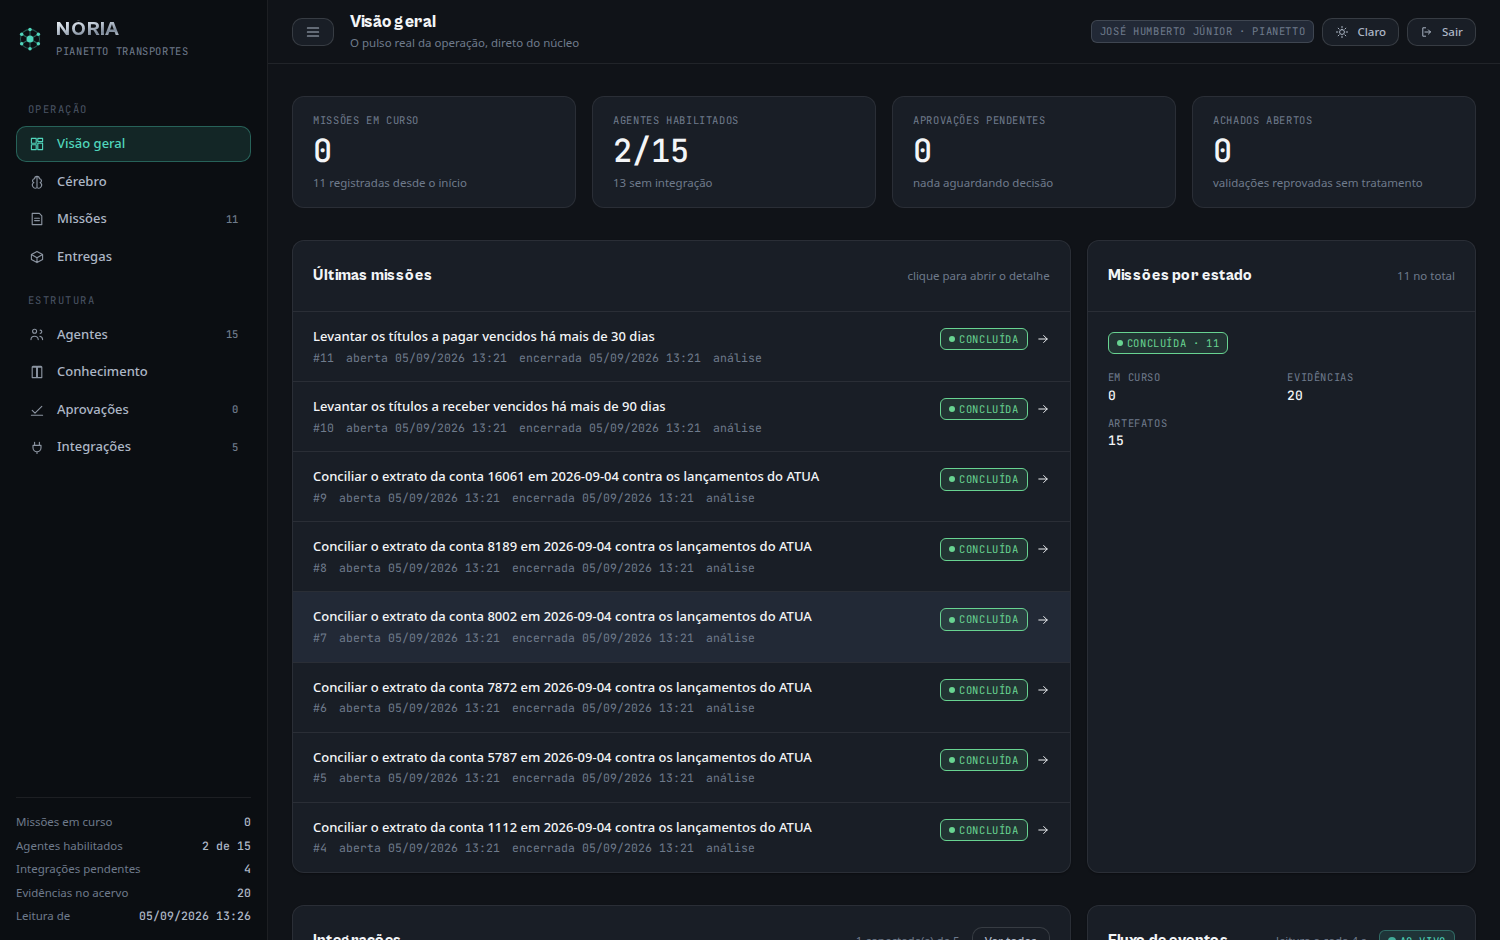 NORIA
PIANETTO TRANSPORTES
OPERAÇÃO
Visão geral
Cérebro
Missões 11
Entregas
ESTRUTURA
Agentes 15
Conhecimento
Aprovações 0
Integrações 5
Missões em curso 0
Agentes habilitados 2 de 15
Integrações pendentes 4
Evidências no acervo 20
Leitura de 05/09/2026 13:26
Visão geral
O pulso real da operação, direto do núcleo
JOSÉ HUMBERTO JÚNIOR · PIANETTO
Claro
Sair
MISSÕES EM CURSO
0
11 registradas desde o início
AGENTES HABILITADOS
2/15
13 sem integração
APROVAÇÕES PENDENTES
0
nada aguardando decisão
ACHADOS ABERTOS
0
validações reprovadas sem tratamento
Últimas missões
clique para abrir o detalhe
Levantar os títulos a pagar vencidos há mais de 30 dias
#11 aberta 05/09/2026 13:21 encerrada 05/09/2026 13:21 análise
CONCLUÍDA
Levantar os títulos a receber vencidos há mais de 90 dias
#10 aberta 05/09/2026 13:21 encerrada 05/09/2026 13:21 análise
CONCLUÍDA
Conciliar o extrato da conta 16061 em 2026-09-04 contra os lançamentos do ATUA
#9 aberta 05/09/2026 13:21 encerrada 05/09/2026 13:21 análise
CONCLUÍDA
Conciliar o extrato da conta 8189 em 2026-09-04 contra os lançamentos do ATUA
#8 aberta 05/09/2026 13:21 encerrada 05/09/2026 13:21 análise
CONCLUÍDA
Conciliar o extrato da conta 8002 em 2026-09-04 contra os lançamentos do ATUA
#7 aberta 05/09/2026 13:21 encerrada 05/09/2026 13:21 análise
CONCLUÍDA
Conciliar o extrato da conta 7872 em 2026-09-04 contra os lançamentos do ATUA
#6 aberta 05/09/2026 13:21 encerrada 05/09/2026 13:21 análise
CONCLUÍDA
Conciliar o extrato da conta 5787 em 2026-09-04 contra os lançamentos do ATUA
#5 aberta 05/09/2026 13:21 encerrada 05/09/2026 13:21 análise
CONCLUÍDA
Conciliar o extrato da conta 1112 em 2026-09-04 contra os lançamentos do ATUA
#4 aberta 05/09/2026 13:21 encerrada 05/09/2026 13:21 análise
CONCLUÍDA
Missões por estado
11 no total
CONCLUÍDA · 11
EM CURSO
0
EVIDÊNCIAS
20
ARTEFATOS
15
Integrações
1 conectada(s) de 5
Ver todas
Fluxo de eventos
leitura a cada 4 s
AO VIVO